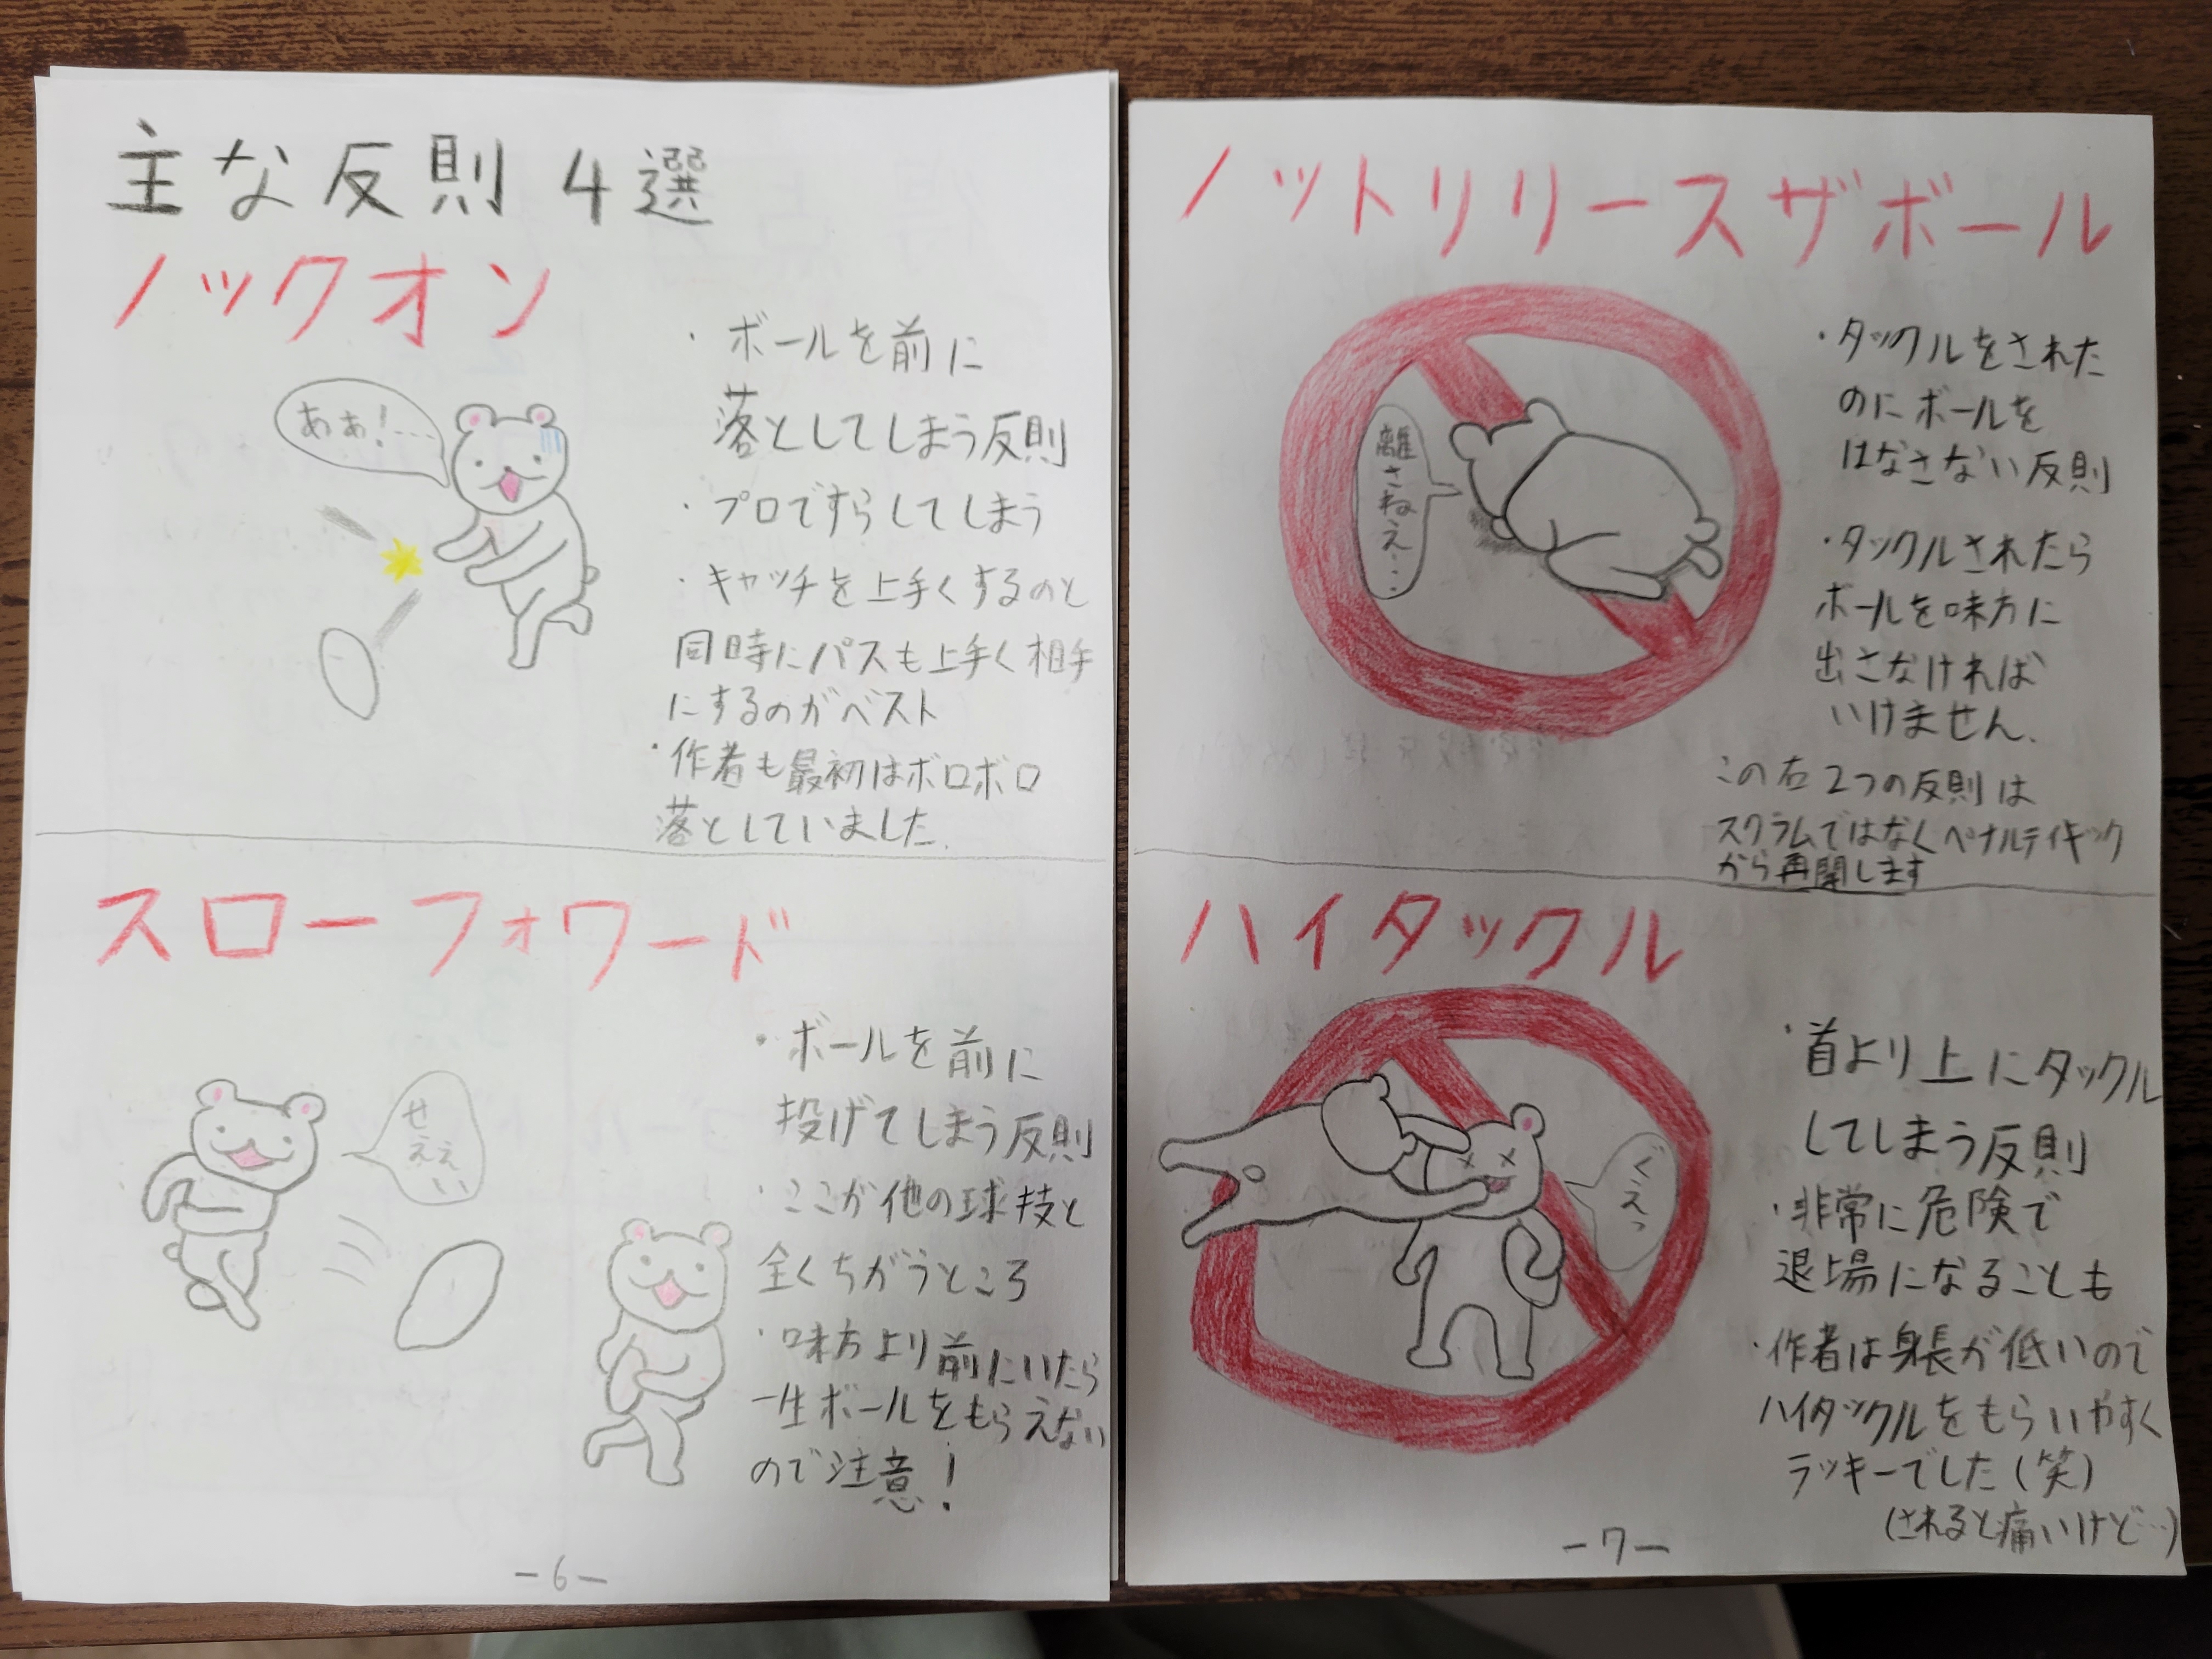 主な反則 4選
ノックオン
ああ!…
・ボールを前に
落としてしまう反則
・プロですらしてしまう
・キャッチを上手くするのと
同時にパスも上手く相手
にするのがベスト
・作者も最初はボロボロ
落としていました.
スローフォワード
せえぇい
・ボールを前に
投げてしまう反則
・ここが他の球技と
全くちがうところ
・味方より前にいたら
一生ボールをもらえない
ので注意!
-6-
ノットリリースザボール
離さねえ…
・タックルをされた
のにボールを
はなさない反則
・タックルされたら
ボールを味方に
出さなければ
いけません.
この右2つの反則は
スクラムではなくペナルティキック
から再開します
ハイタックル
ぐえっ
・首より上にタックル
してしまう反則
・非常に危険で
退場になることも
・作者は身長が低いので
ハイタックルをもらいやすく
ラッキーでした(笑)
(されると痛いけど…)
-7-